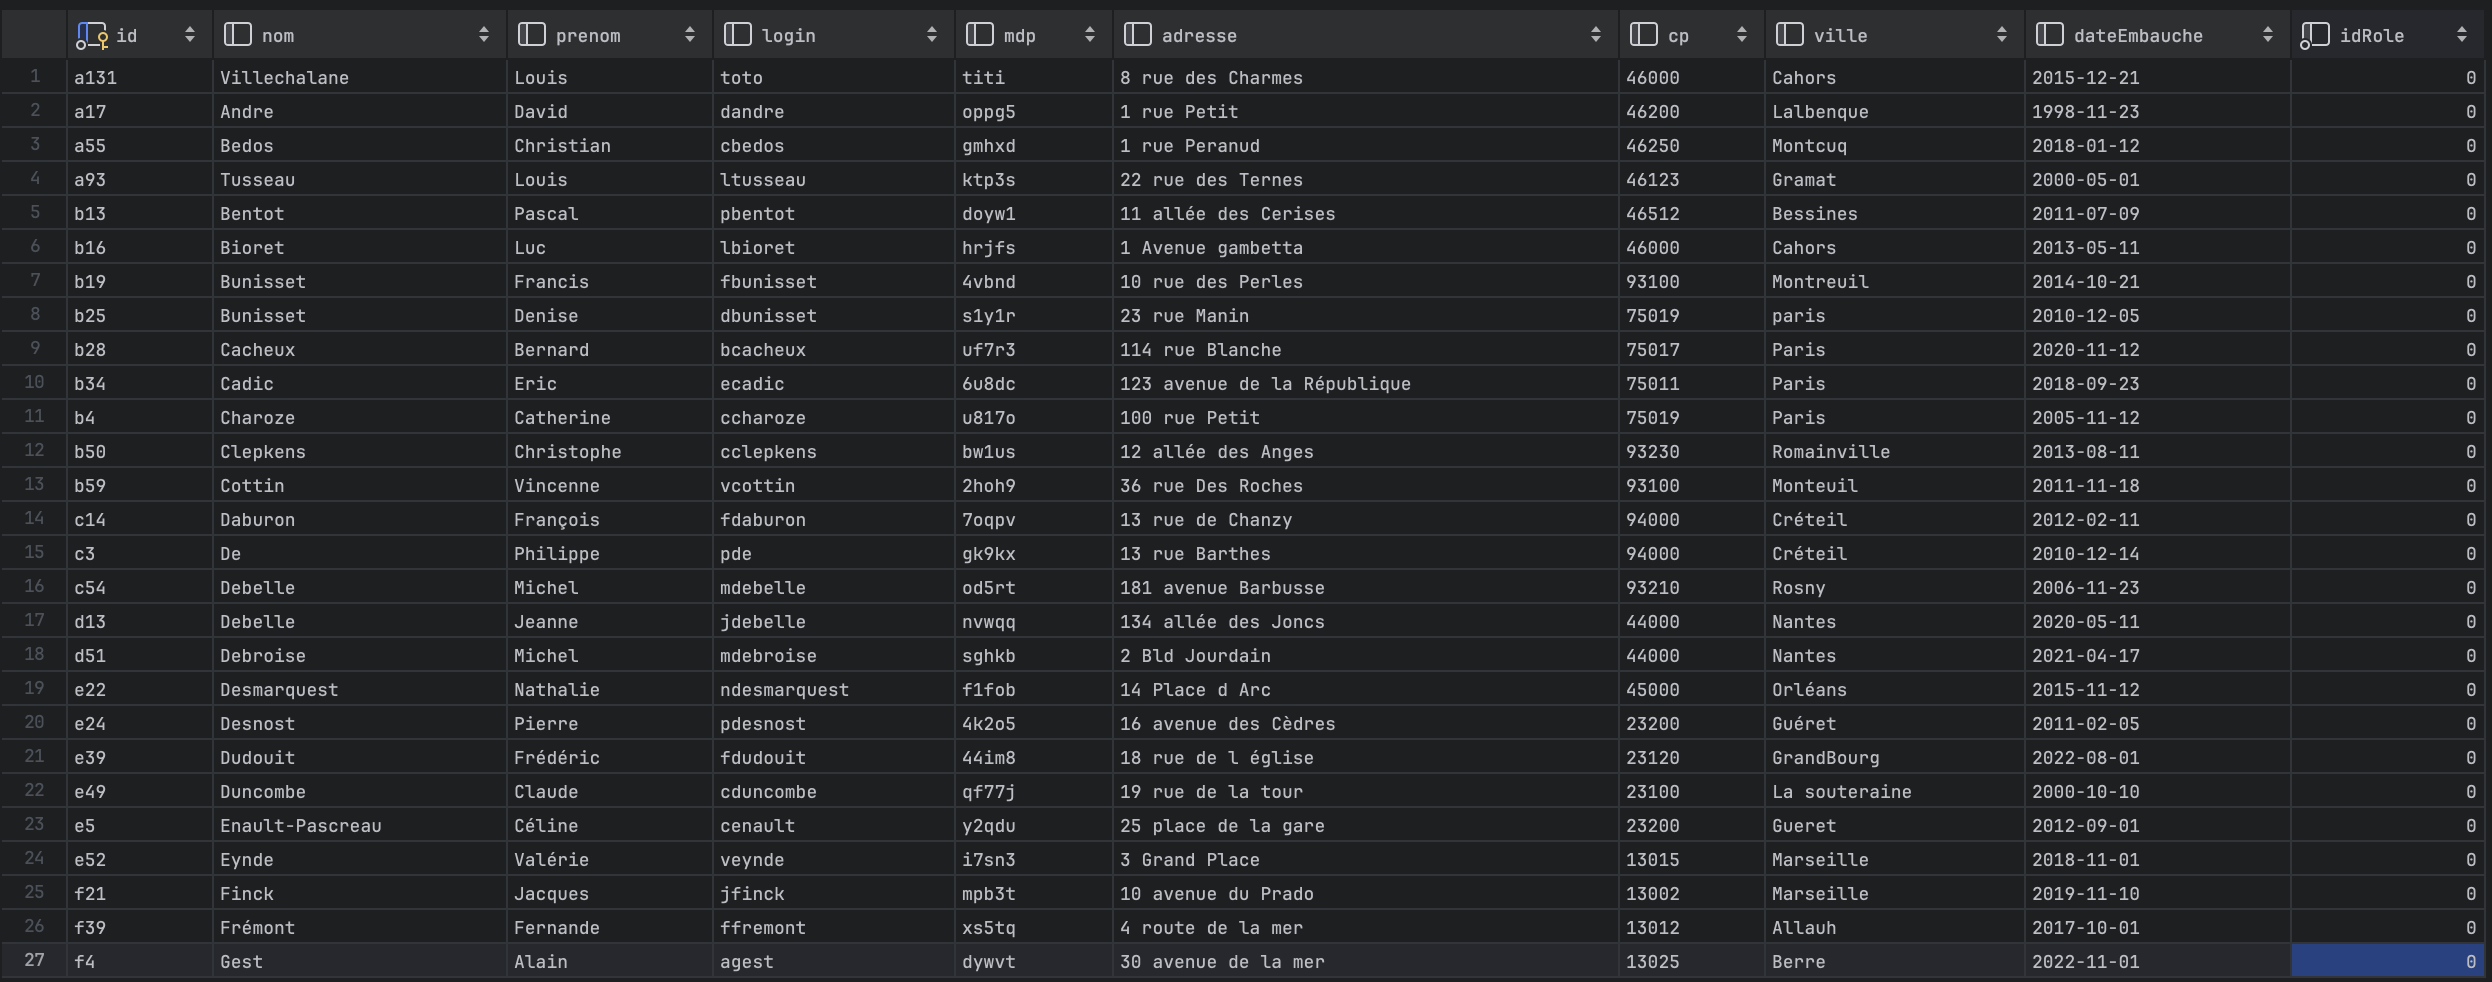 id nom prenom login mdp adresse cp ville dateEmbauche idRole
1 a131 Villechalane Louis toto titi 8 rue des Charmes 46000 Cahors 2015-12-21 0
2 a17 Andre David dandre oppg5 1 rue Petit 46200 Lalbenque 1998-11-23 0
3 a55 Bedos Christian cbedos gmhxd 1 rue Peranud 46250 Montcuq 2018-01-12 0
4 a93 Tusseau Louis ltusseau ktp3s 22 rue des Ternes 46123 Gramat 2000-05-01 0
5 b13 Bentot Pascal pbentot doyw1 11 allée des Cerises 46512 Bessines 2011-07-09 0
6 b16 Bioret Luc lbioret hrjfs 1 Avenue gambetta 46000 Cahors 2013-05-11 0
7 b19 Bunisset Francis fbunisset 4vbnd 10 rue des Perles 93100 Montreuil 2014-10-21 0
8 b25 Bunisset Denise dbunisset s1y1r 23 rue Manin 75019 paris 2010-12-05 0
9 b28 Cacheux Bernard bcacheux uf7r3 114 rue Blanche 75017 Paris 2020-11-12 0
10 b34 Cadic Eric ecadic 6u8dc 123 avenue de la République 75011 Paris 2018-09-23 0
11 b4 Charoze Catherine ccharoze u817o 100 rue Petit 75019 Paris 2005-11-12 0
12 b50 Clepkens Christophe cclepkens bw1us 12 allée des Anges 93230 Romainville 2013-08-11 0
13 b59 Cottin Vincenne vcottin 2hoh9 36 rue Des Roches 93100 Monteuil 2011-11-18 0
14 c14 Daburon François fdaburon 7oqpv 13 rue de Chanzy 94000 Créteil 2012-02-11 0
15 c3 De Philippe pde gk9kx 13 rue Barthes 94000 Créteil 2010-12-14 0
16 c54 Debelle Michel mdebelle od5rt 181 avenue Barbusse 93210 Rosny 2006-11-23 0
17 d13 Debelle Jeanne jdebelle nvwqq 134 allée des Joncs 44000 Nantes 2020-05-11 0
18 d51 Debroise Michel mdebroise sghkb 2 Bld Jourdain 44000 Nantes 2021-04-17 0
19 e22 Desmarquest Nathalie ndesmarquest f1fob 14 Place d Arc 45000 Orléans 2015-11-12 0
20 e24 Desnost Pierre pdesnost 4k2o5 16 avenue des Cèdres 23200 Guéret 2011-02-05 0
21 e39 Dudouit Frédéric fdudouit 44im8 18 rue de l église 23120 GrandBourg 2022-08-01 0
22 e49 Duncombe Claude cduncombe qf77j 19 rue de la tour 23100 La souteraine 2000-10-10 0
23 e5 Enault-Pascreau Céline cenault y2qdu 25 place de la gare 23200 Gueret 2012-09-01 0
24 e52 Eynde Valérie veynde i7sn3 3 Grand Place 13015 Marseille 2018-11-01 0
25 f21 Finck Jacques jfinck mpb3t 10 avenue du Prado 13002 Marseille 2019-11-10 0
26 f39 Frémont Fernande ffremont xs5tq 4 route de la mer 13012 Allauh 2017-10-01 0
27 f4 Gest Alain agest dywvt 30 avenue de la mer 13025 Berre 2022-11-01 0